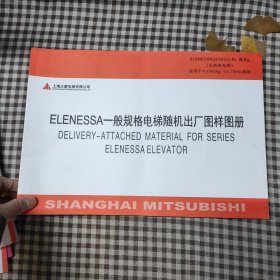 ELENESSA
上海三菱电梯有限公司
ELENESSA一般规格电梯随机出厂图样图册
DELIVERY-ATTACHED MATERIAL FOR SERIES
ELENESSA ELEVATOR
SHANGHAI MITSUBISHI